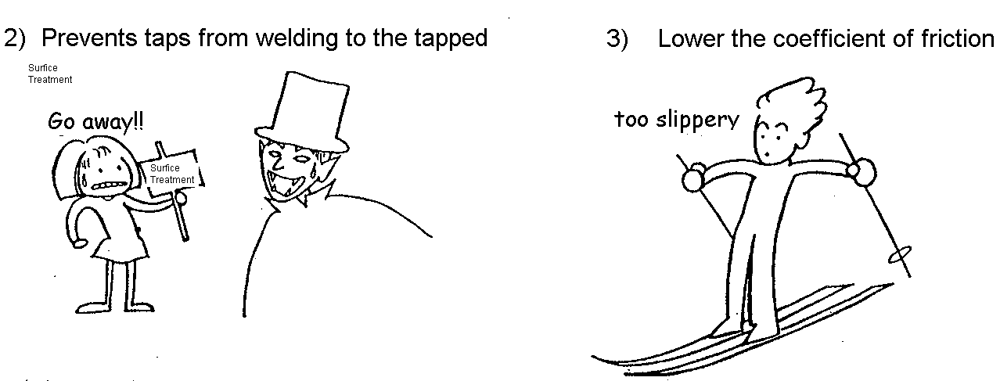 2) Prevents taps from welding to the tapped
Surfice
Treatment
Go away!!
Surfice
Treatment
3) Lower the coefficient of friction
too slippery